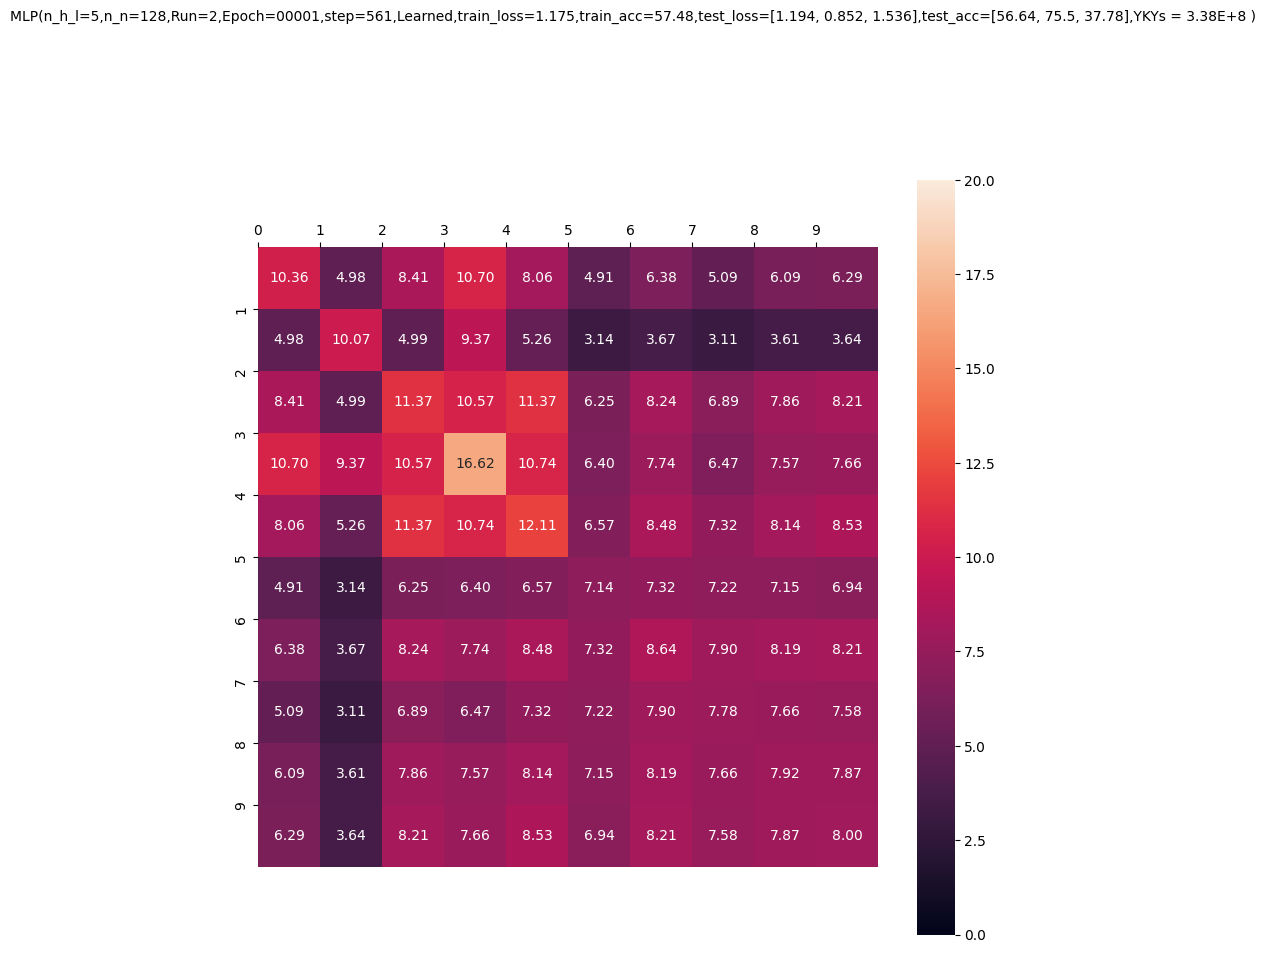 MLP(n_h_l=5,n_n=128,Run=2,Epoch=00001,step=561,Learned,train_loss=1.175,train_acc=57.48,test_loss=[1.194, 0.852, 1.536],test_acc=[56.64, 75.5, 37.78],YKYs = 3.38E+8 )
0 1 2 3 4 5 6 7 8 9
10.36 4.98 8.41 10.70 8.06 4.91 6.38 5.09 6.09 6.29
1
4.98 10.07 4.99 9.37 5.26 3.14 3.67 3.11 3.61 3.64
2
8.41 4.99 11.37 10.57 11.37 6.25 8.24 6.89 7.86 8.21
3
10.70 9.37 10.57 16.62 10.74 6.40 7.74 6.47 7.57 7.66
4
8.06 5.26 11.37 10.74 12.11 6.57 8.48 7.32 8.14 8.53
5
4.91 3.14 6.25 6.40 6.57 7.14 7.32 7.22 7.15 6.94
6
6.38 3.67 8.24 7.74 8.48 7.32 8.64 7.90 8.19 8.21
7
5.09 3.11 6.89 6.47 7.32 7.22 7.90 7.78 7.66 7.58
8
6.09 3.61 7.86 7.57 8.14 7.15 8.19 7.66 7.92 7.87
9
6.29 3.64 8.21 7.66 8.53 6.94 8.21 7.58 7.87 8.00
20.0
17.5
15.0
12.5
10.0
7.5
5.0
2.5
0.0